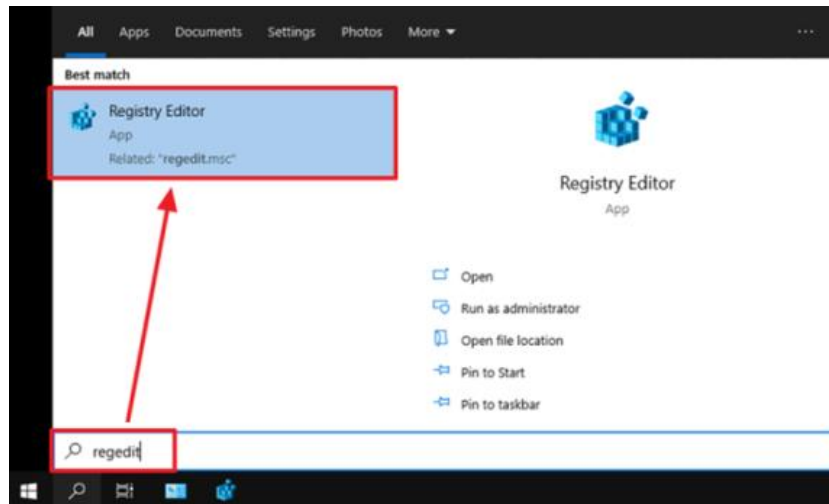 All Apps Documents Settings Photos More
Best match
Registry Editor
App
Related: "regedit.msc"
Registry Editor
App
Open
Run as administrator
Open file location
Pin to Start
Pin to taskbar
regedit